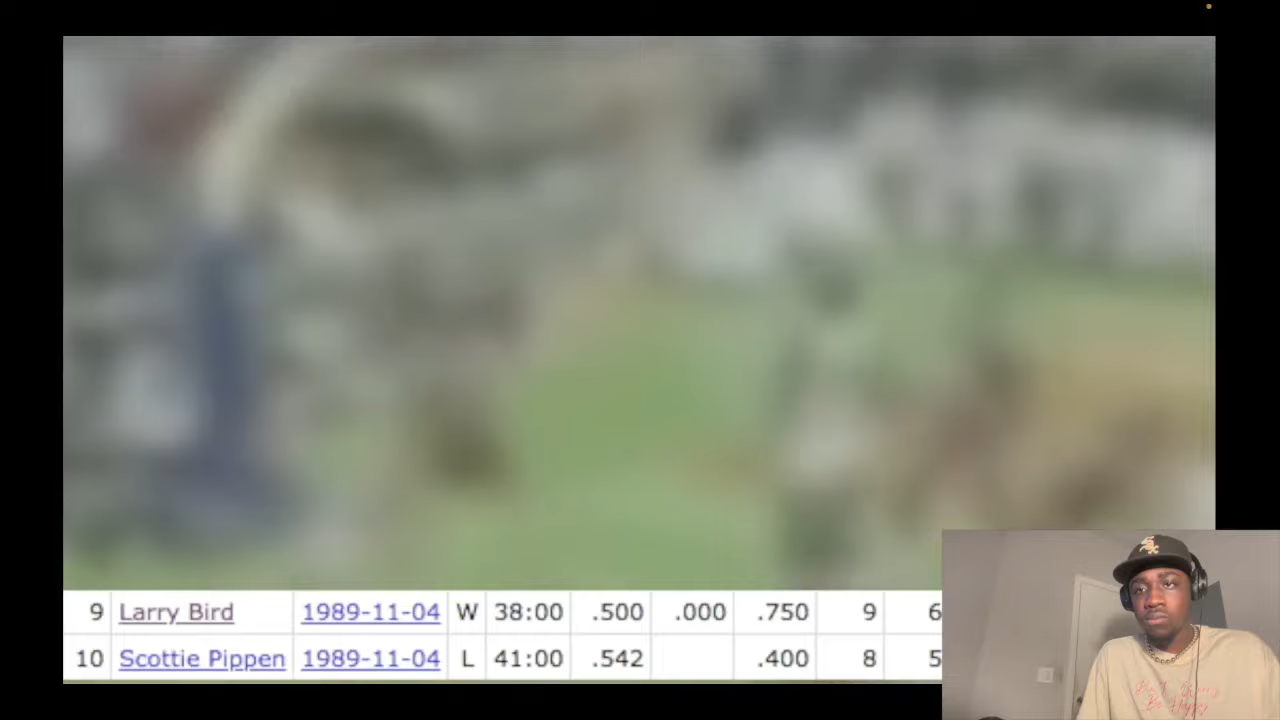 9 Larry Bird 1989-11-04 W 38:00 .500 .000 .750 9 6
10 Scottie Pippen 1989-11-04 L 41:00 .542 .400 8 5